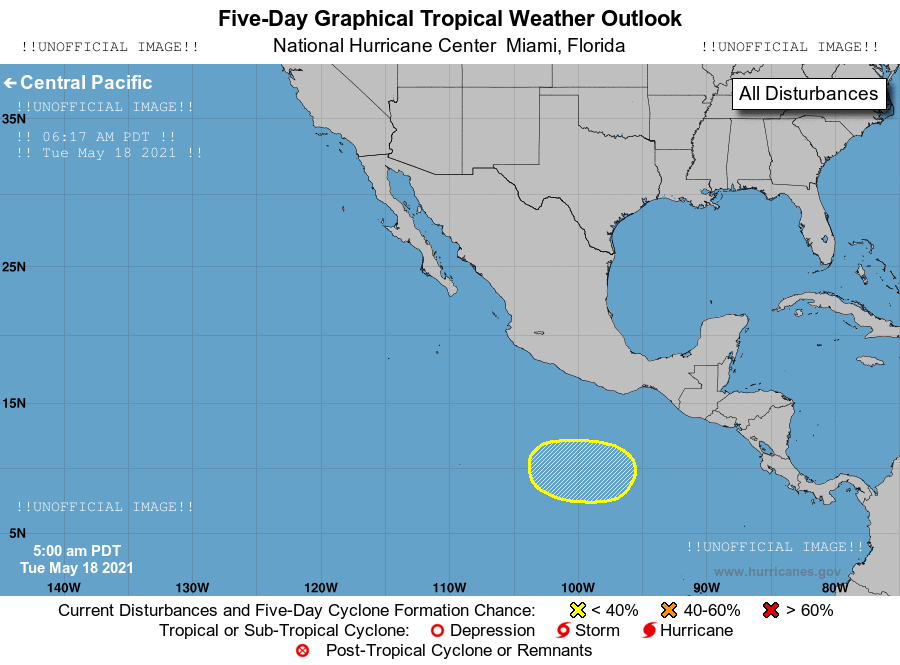 Five-Day Graphical Tropical Weather Outlook
!!UNOFFICIAL IMAGE!! National Hurricane Center Miami, Florida !!UNOFFICIAL IMAGE!!
Central Pacific
All Disturbances
!!UNOFFICIAL IMAGE!!
35N
!! 06:17 AM PDT !!
!! Tue May 18 2021 !!
25N
15N
!!UNOFFICIAL IMAGE!!
5N
5:00 am PDT
Tue May 18 2021
!!UNOFFICIAL IMAGE!!
www.hurricanes.gov
140W 130W 120W 110W 100W 90W 80W
Current Disturbances and Five-Day Cyclone Formation Chance: < 40% 40-60% > 60%
Tropical or Sub-Tropical Cyclone: Depression Storm Hurricane
Post-Tropical Cyclone or Remnants